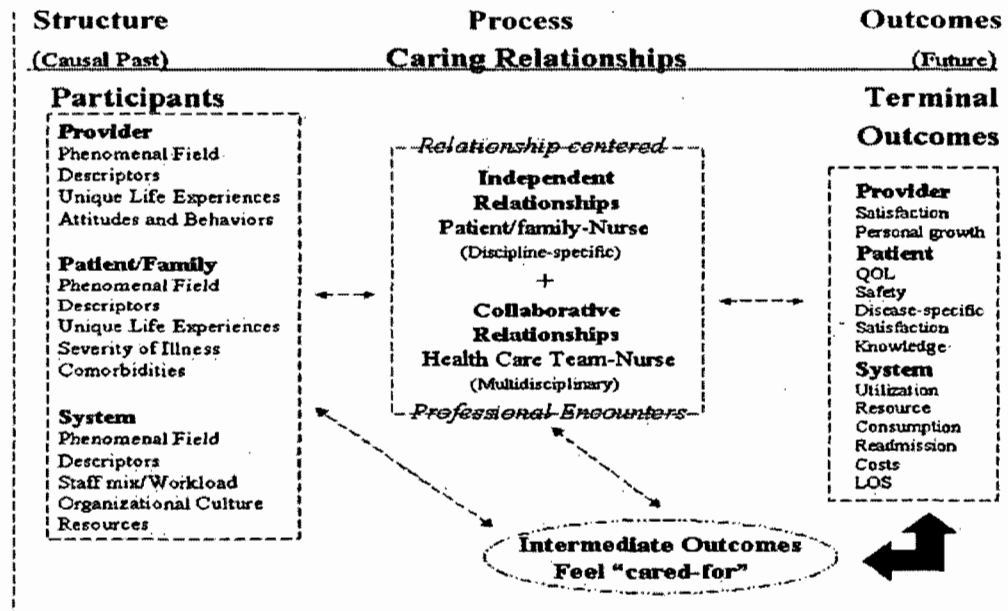 Structure
(Causal Past)
Process
Caring Relationships
Outcomes
(Future)
Participants
Provider
Phenomenal Field
Descriptors
Unique Life Experiences
Attitudes and Behaviors
Patient/Family
Phenomenal Field
Descriptors
Unique Life Experiences
Severity of Illness
Comorbidities
System
Phenomenal Field
Descriptors
Staff mix/Workload
Organizational Culture
Resources
Relationship-centered
Independent
Relationships
Patient/family-Nurse
(Discipline-specific)
+
Collaborative
Relationships
Health Care Team-Nurse
(Multidisciplinary)
Professional Encounters
Terminal
Outcomes
Provider
Satisfaction
Personal growth
Patient
QOL
Safety
Disease-specific
Satisfaction
Knowledge
System
Utilization
Resource
Consumption
Readmission
Costs
LOS
Intermediate Outcomes
Feel “cared-for”